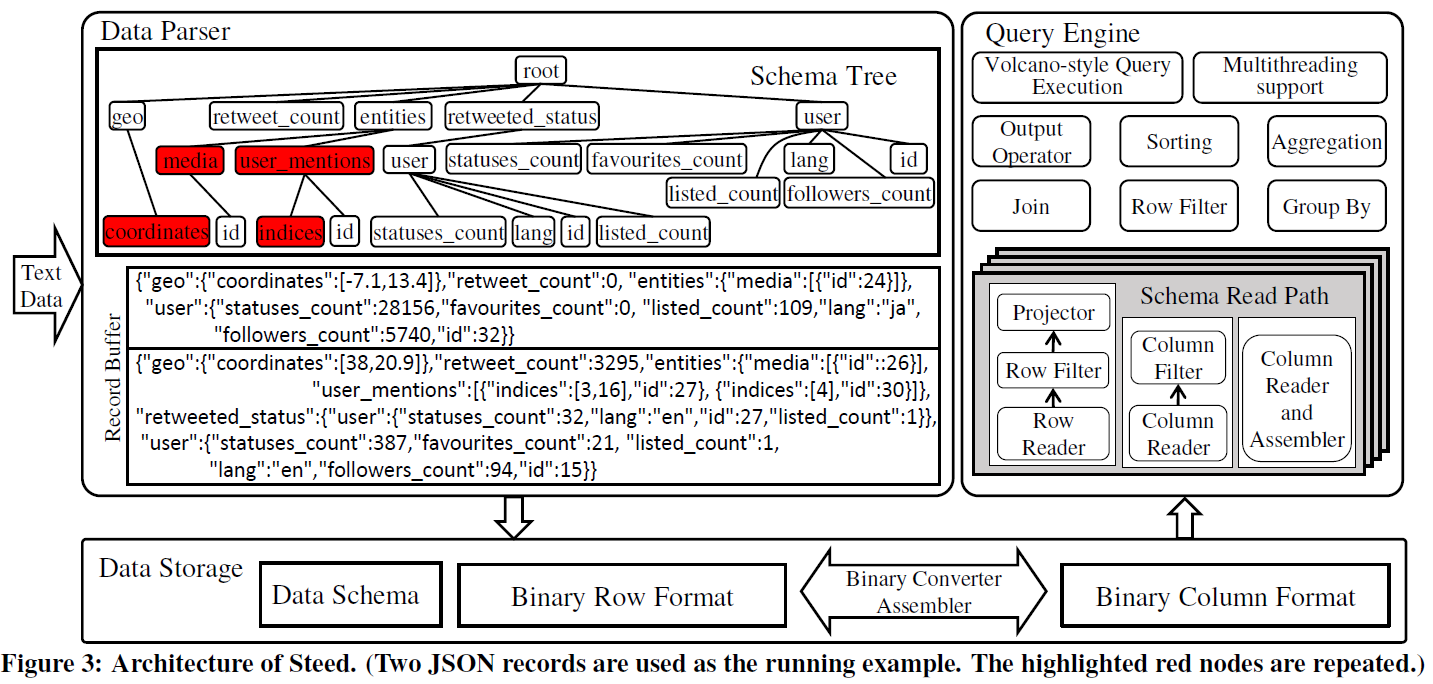 Data Parser
Schema Tree
root
geo
retweet_count
entities
retweeted_status
user
media
user_mentions
user
statuses_count
favourites_count
lang
id
listed_count
followers_count
coordinates
id
indices
id
statuses_count
lang
id
listed_count
Text
Data
Record Buffer
{"geo":{"coordinates":[-7.1,13.4]},"retweet_count":0, "entities":{"media":[{"id":24}]},
"user":{"statuses_count":28156,"favourites_count":0, "listed_count":109,"lang":"ja",
"followers_count":5740,"id":32}}
{"geo":{"coordinates":[38,20.9]},"retweet_count":3295,"entities":{"media":[{"id"::26}],
"user_mentions":[{"indices":[3,16],"id":27}, {"indices":[4],"id":30}]},
"retweeted_status":{"user":{"statuses_count":32,"lang":"en","id":27,"listed_count":1}},
"user":{"statuses_count":387,"favourites_count":21, "listed_count":1,
"lang":"en","followers_count":94,"id":15}}
Query Engine
Volcano-style Query
Execution
Multithreading
support
Output
Operator
Sorting
Aggregation
Join
Row Filter
Group By
Schema Read Path
Projector
Row Filter
Row
Reader
Column
Filter
Column
Reader
Column
Reader
and
Assembler
Data Storage
Data Schema
Binary Row Format
Binary Converter
Assembler
Binary Column Format
Figure 3: Architecture of Steed. (Two JSON records are used as the running example. The highlighted red nodes are repeated.)